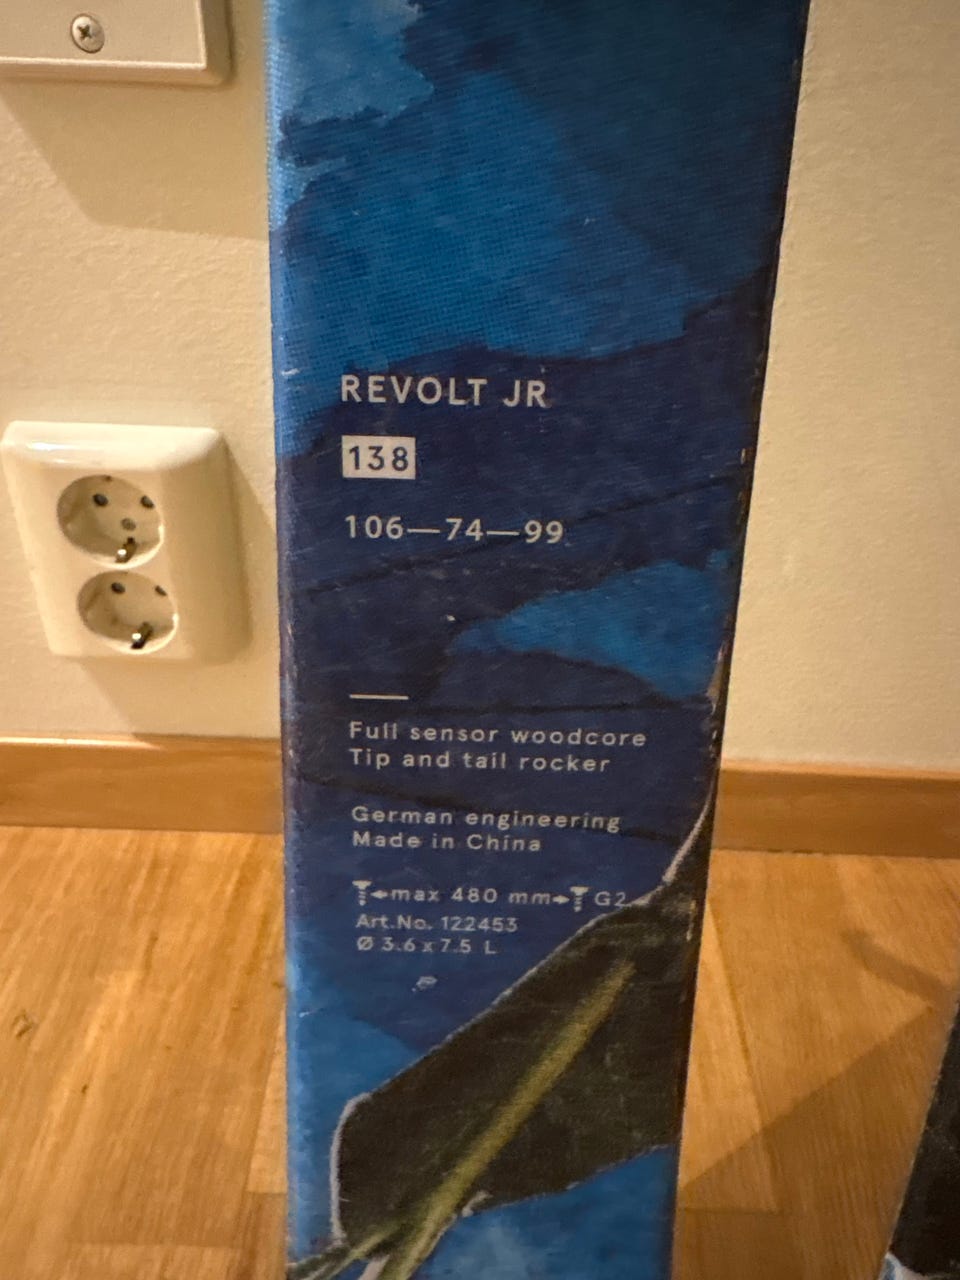 REVOLT JR
138
106—74—99
Full sensor woodcore
Tip and tail rocker
German engineering
Made in China
max 480 mm G2
Art.No. 122453
Ø 3.6 x 7.5 L